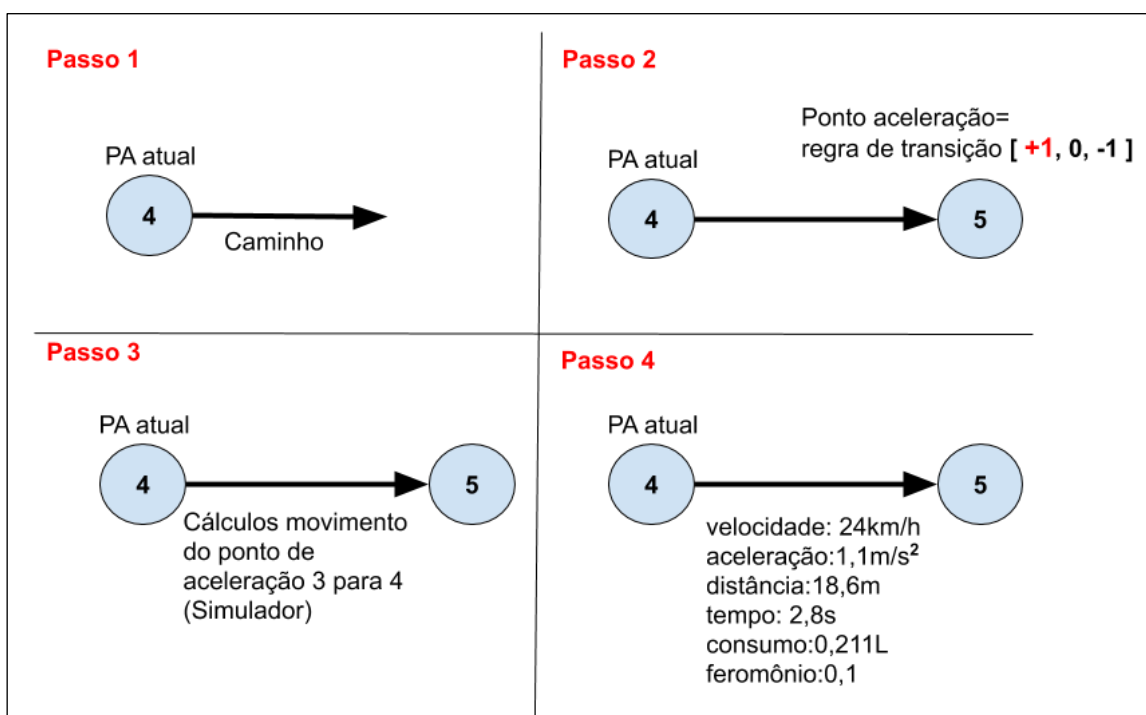 Passo 1
PA atual
4
Caminho
Passo 2
Ponto aceleração=
regra de transição [ +1, 0, -1 ]
PA atual
4
5
Passo 3
PA atual
4
5
Cálculos movimento
do ponto de
aceleração 3 para 4
(Simulador)
Passo 4
PA atual
4
5
velocidade: 24km/h
aceleração:1,1m/s²
distância:18,6m
tempo: 2,8s
consumo:0,211L
feromônio:0,1